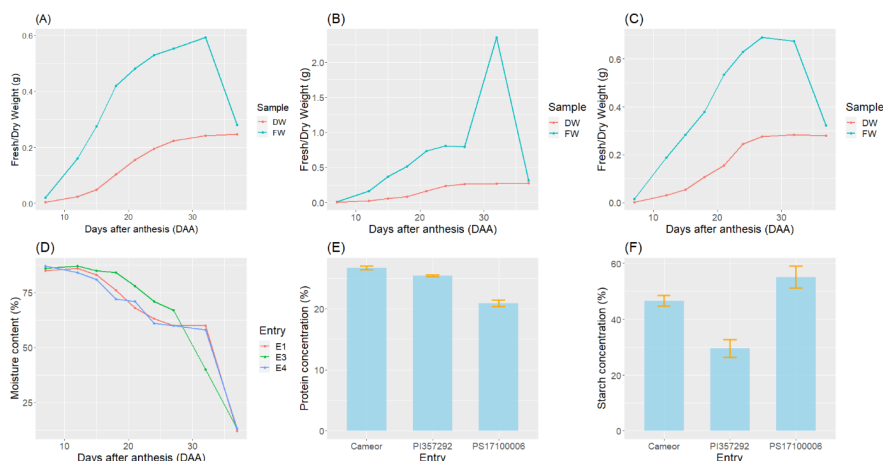 (A)
Fresh/Dry Weight (g)
0.6
0.4
0.2
0.0
10
20
30
Days after anthesis (DAA)
Sample
DW
FW
(B)
Fresh/Dry Weight (g)
2.0
1.5
1.0
0.5
0.0
10
20
30
Days after anthesis (DAA)
Sample
DW
FW
(C)
Fresh/Dry Weight (g)
0.6
0.4
0.2
0.0
10
20
30
Days after anthesis (DAA)
Sample
DW
FW
(D)
Moisture content (%)
75
50
25
10
20
30
Days after anthesis (DAA)
Entry
E1
E3
E4
(E)
Protein concentration (%)
20
10
0
Cameor
PI357292
PS17100006
Entry
(F)
Starch concentration (%)
60
40
20
0
Cameor
PI357292
PS17100006
Entry